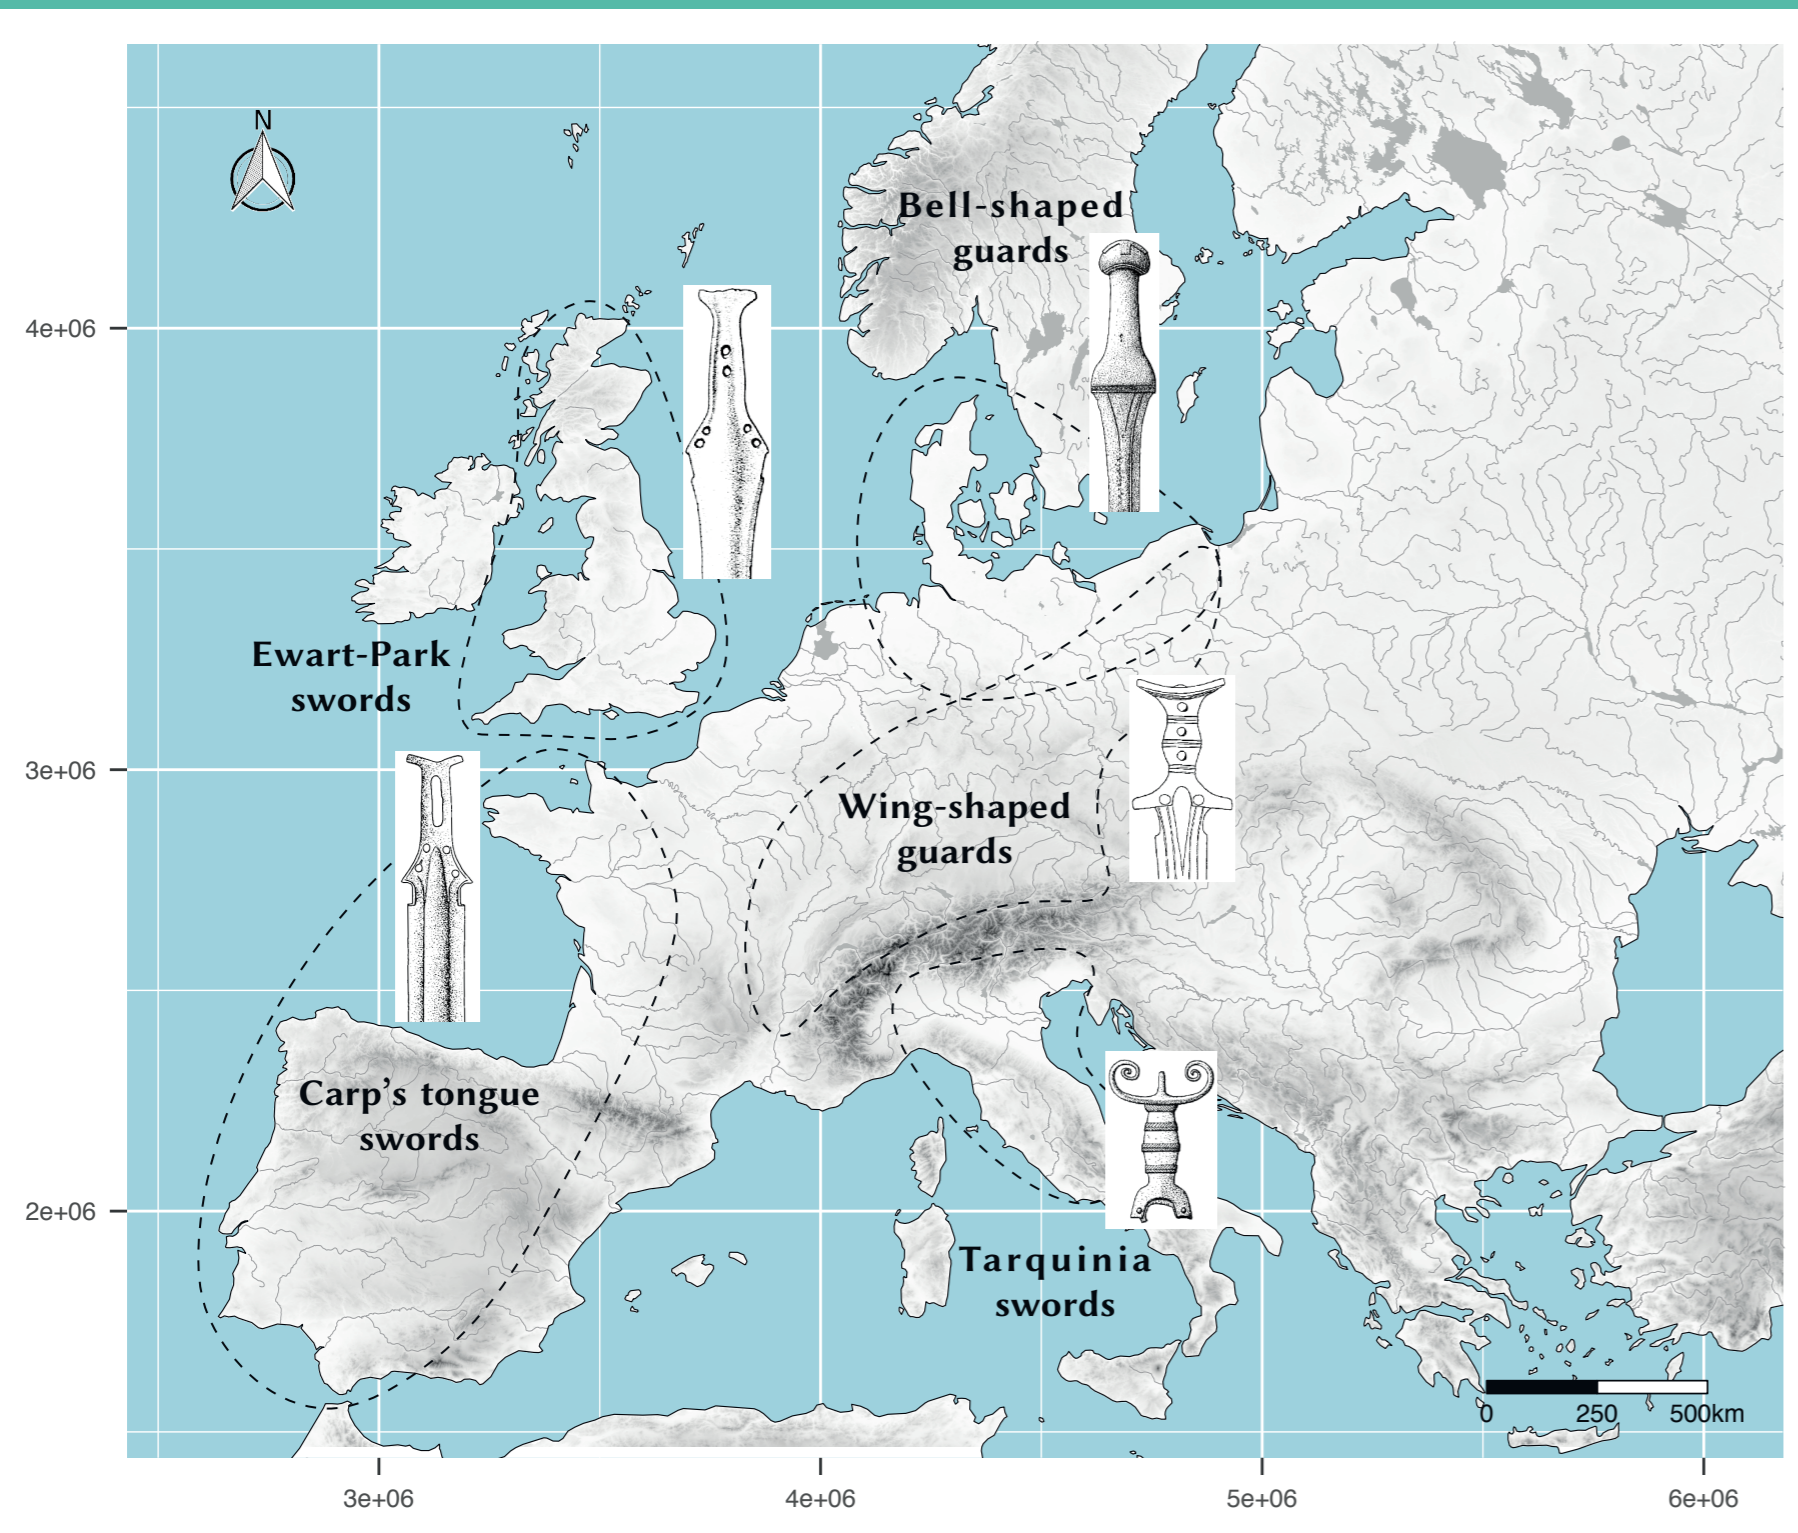 N
Bell-shaped
guards
4e+06
Ewart-Park
swords
3e+06
Wing-shaped
guards
Carp's tongue
swords
2e+06
Tarquinia
swords
0 250 500km
3e+06 4e+06 5e+06 6e+06